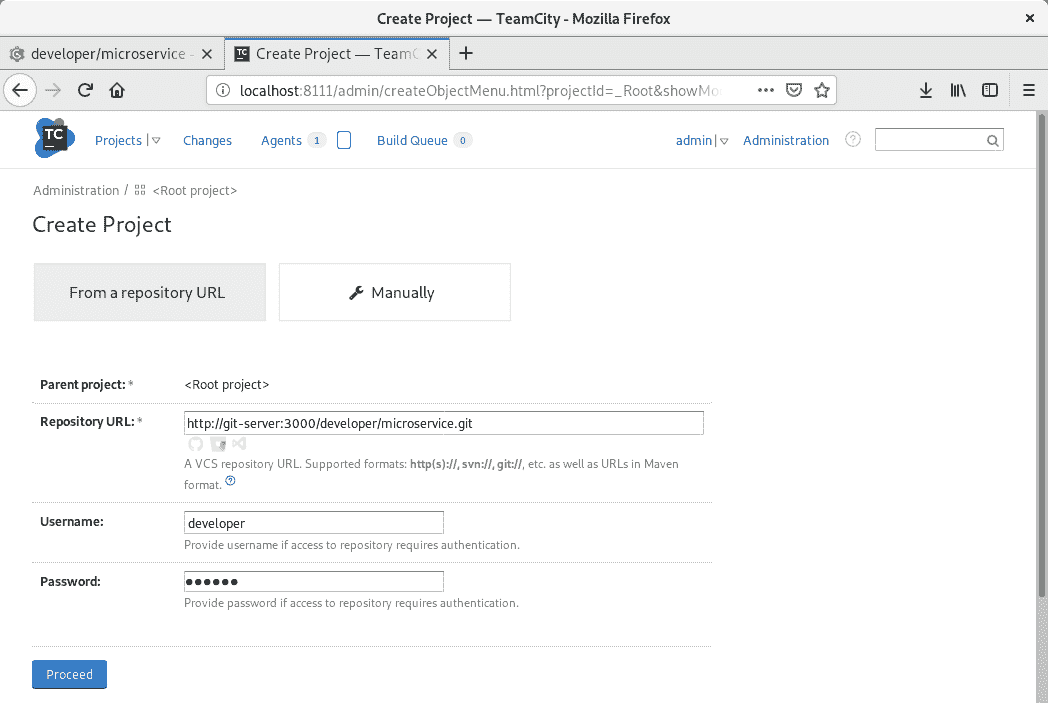 Create Project — TeamCity - Mozilla Firefox
developer/microservice -
Create Project — TeamC
localhost:8111/admin/createObjectMenu.html?projectId=_Root&showMo
TC
Projects Changes Agents 1 Build Queue 0 admin Administration ?
Administration / <Root project>
Create Project
From a repository URL Manually
Parent project: * <Root project>
Repository URL: * http://git-server:3000/developer/microservice.git
A VCS repository URL. Supported formats: http(s)://, svn://, git://, etc. as well as URLs in Maven
format. ?
Username: developer
Provide username if access to repository requires authentication.
Password: ●●●●●●
Provide password if access to repository requires authentication.
Proceed